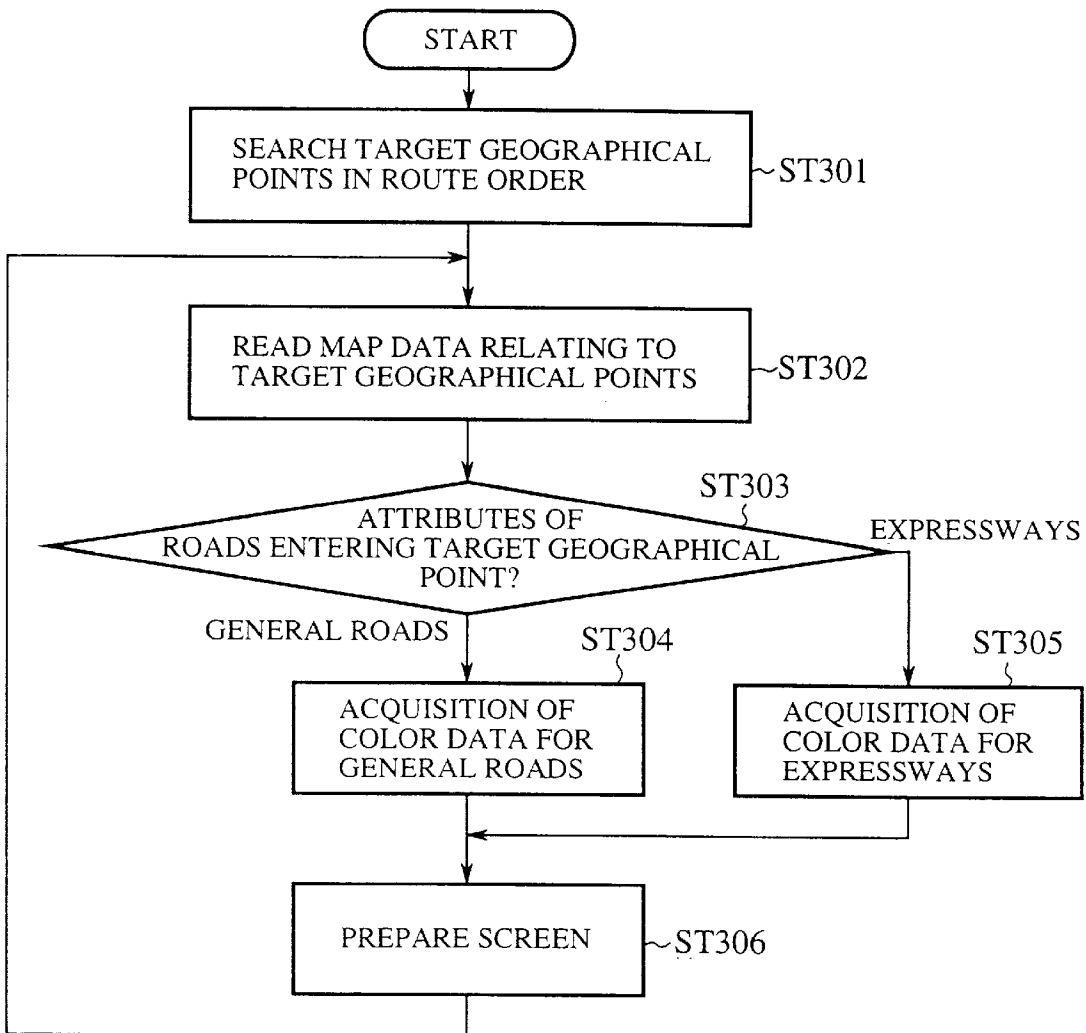 START
SEARCH TARGET GEOGRAPHICAL
POINTS IN ROUTE ORDER
ST301
READ MAP DATA RELATING TO
TARGET GEOGRAPHICAL POINTS
ST302
ST303
ATTRIBUTES OF
ROADS ENTERING TARGET GEOGRAPHICAL
POINT?
EXPRESSWAYS
GENERAL ROADS
ST304
ACQUISITION OF
COLOR DATA FOR
GENERAL ROADS
ST305
ACQUISITION OF
COLOR DATA FOR
EXPRESSWAYS
PREPARE SCREEN
ST306